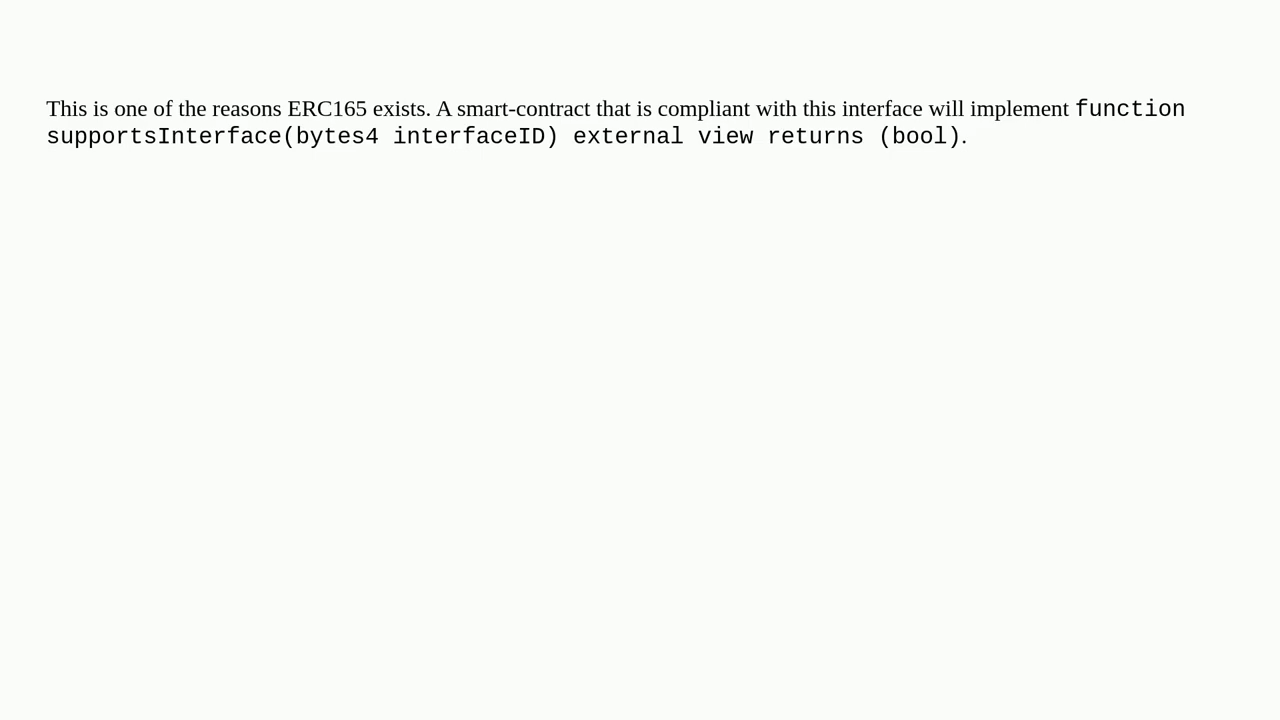 This is one of the reasons ERC165 exists. A smart-contract that is compliant with this interface will implement function
supportsInterface(bytes4 interfaceID) external view returns (bool).